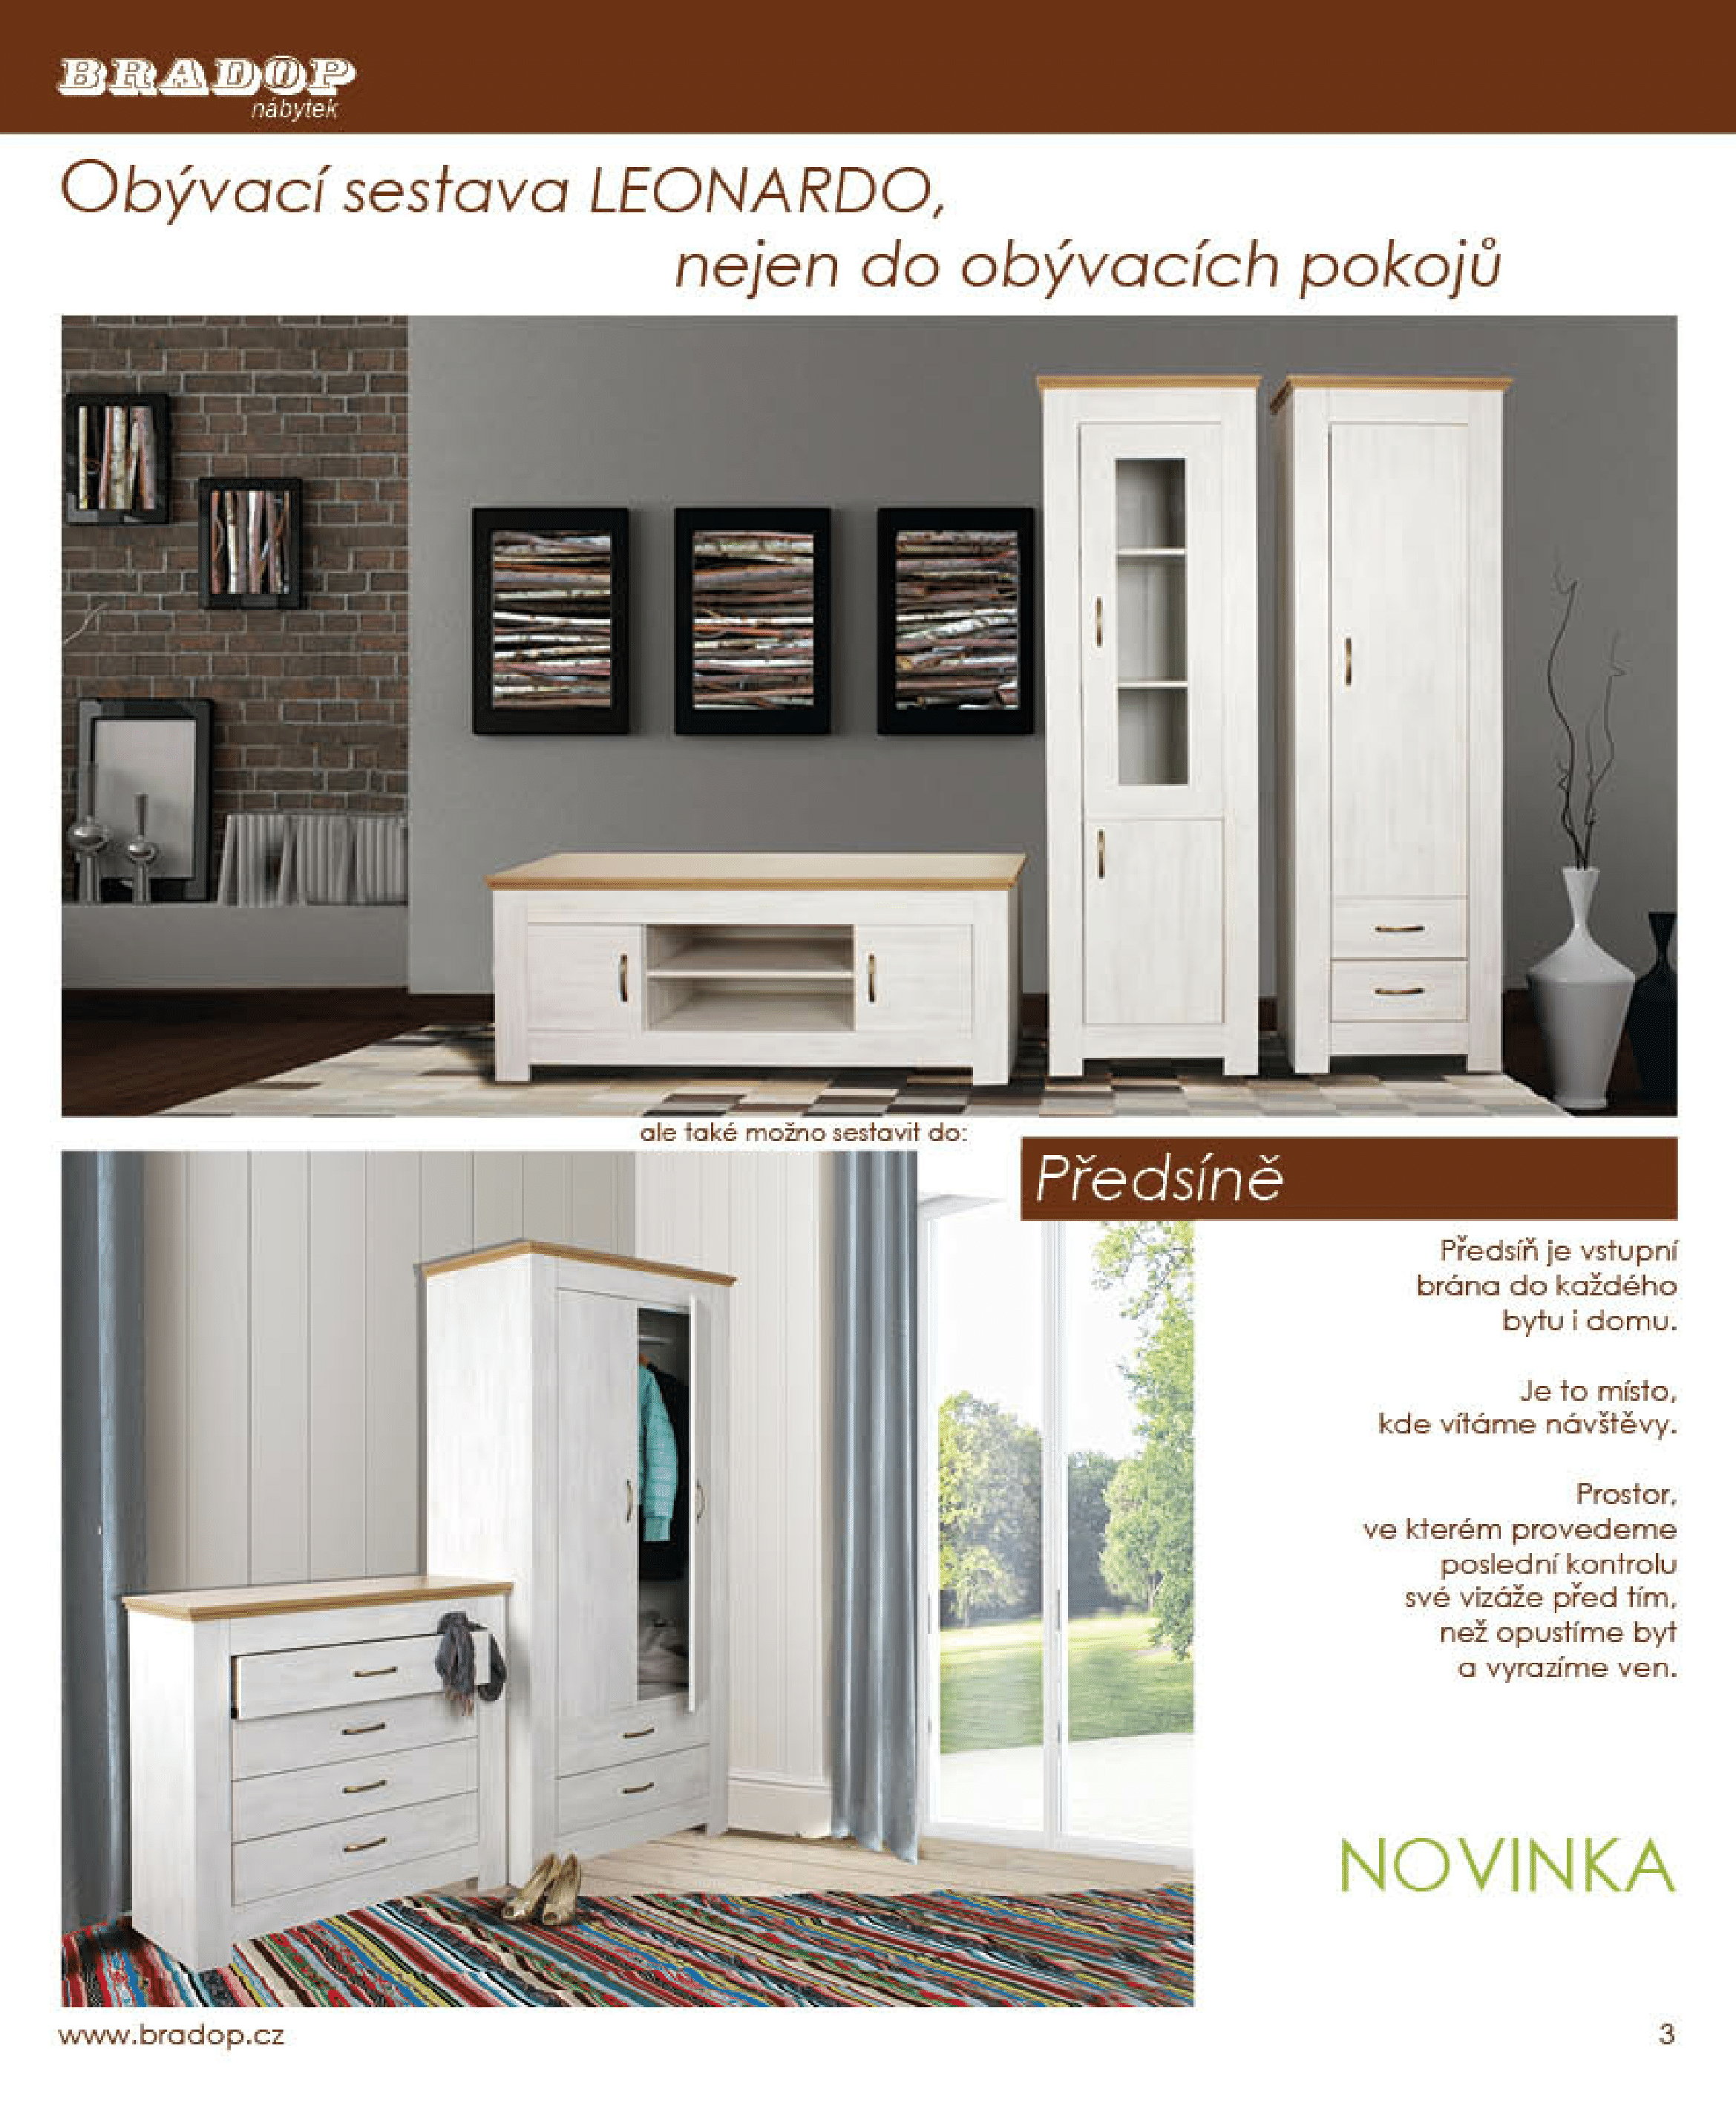 BRADOP
nábytek
Obývací sestava LEONARDO,
nejen do obývacích pokojů
ale také možno sestavit do:
Předsíně
Předsíň je vstupní
brána do každého
bytu i domu.
Je to místo,
kde vítáme návštěvy.
Prostor,
ve kterém provedeme
poslední kontrolu
své vizáže před tím,
než opustíme byt
a vyrazíme ven.
NOVINKA
www.bradop.cz
3